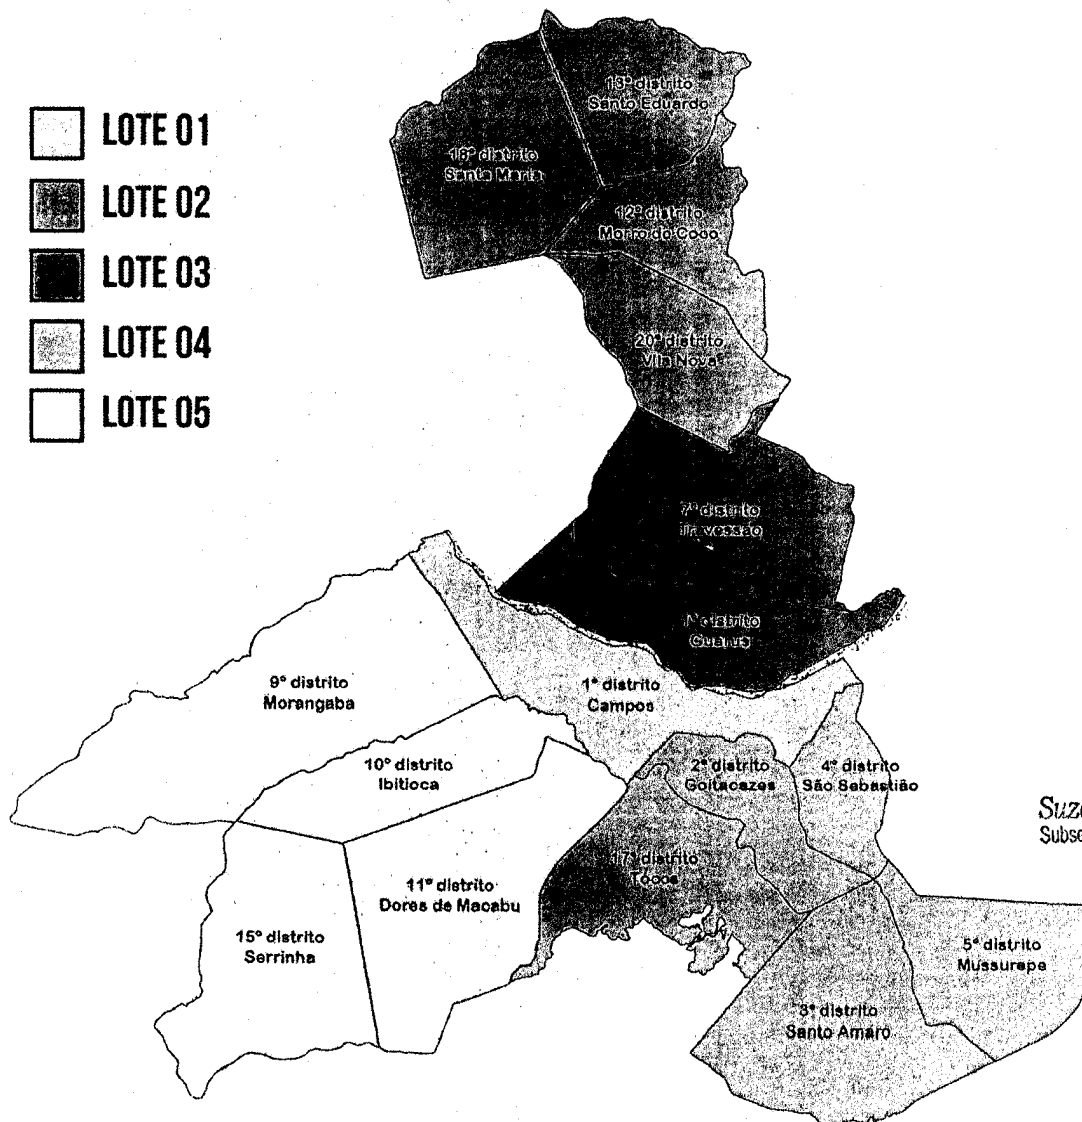 LOTE 01
LOTE 02
LOTE 03
LOTE 04
LOTE 05
13º distrito
Santo Eduardo
18º distrito
Santa Maria
12º distrito
Morro do Coco
20º distrito
Vila Nova
7º distrito
Travessão
distrito
Guarus
9º distrito
Morangaba
1º distrito
Campos
10º distrito
Ibitioca
2º distrito
Goitacazes
4º distrito
São Sebastião
Suz
Subse
17º distrito
Tocos
11º distrito
Dores de Macabu
15º distrito
Serrinha
5º distrito
Mussurepe
3º distrito
Santo Amaro